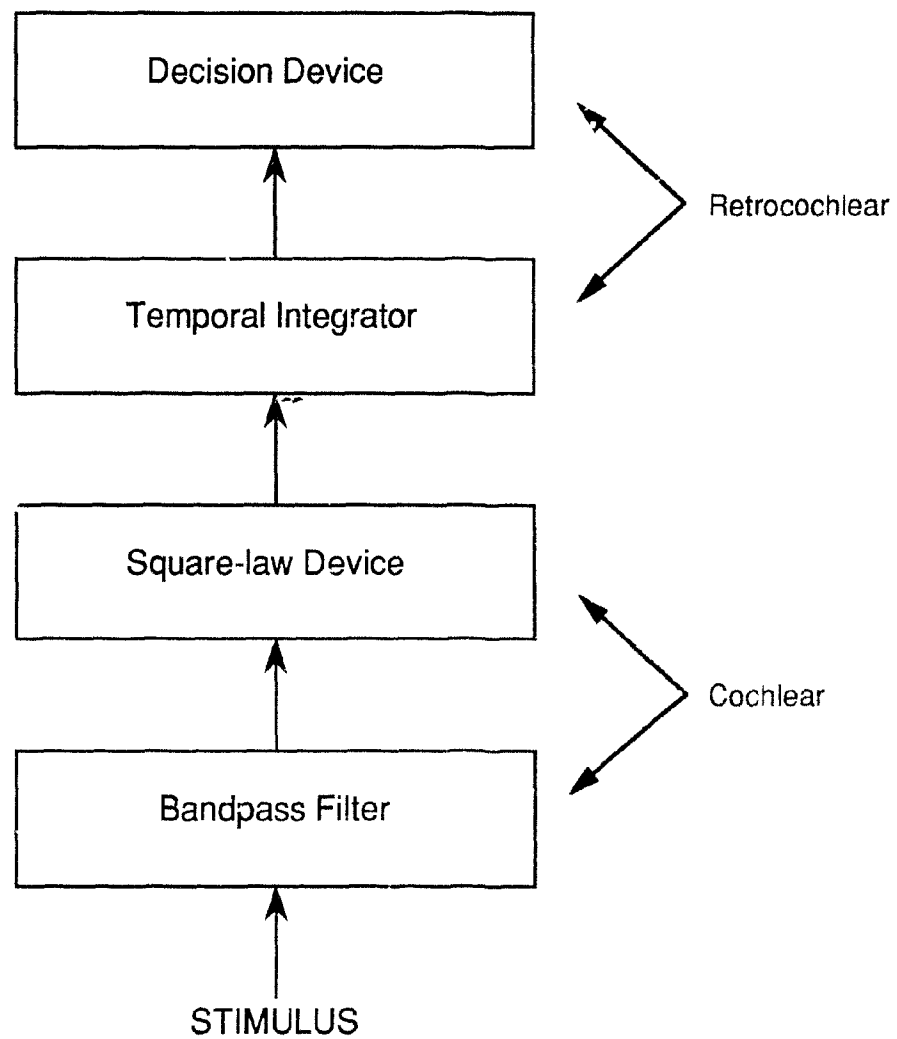 Decision Device
Retrocochlear
Temporal Integrator
Square-law Device
Cochlear
Bandpass Filter
STIMULUS